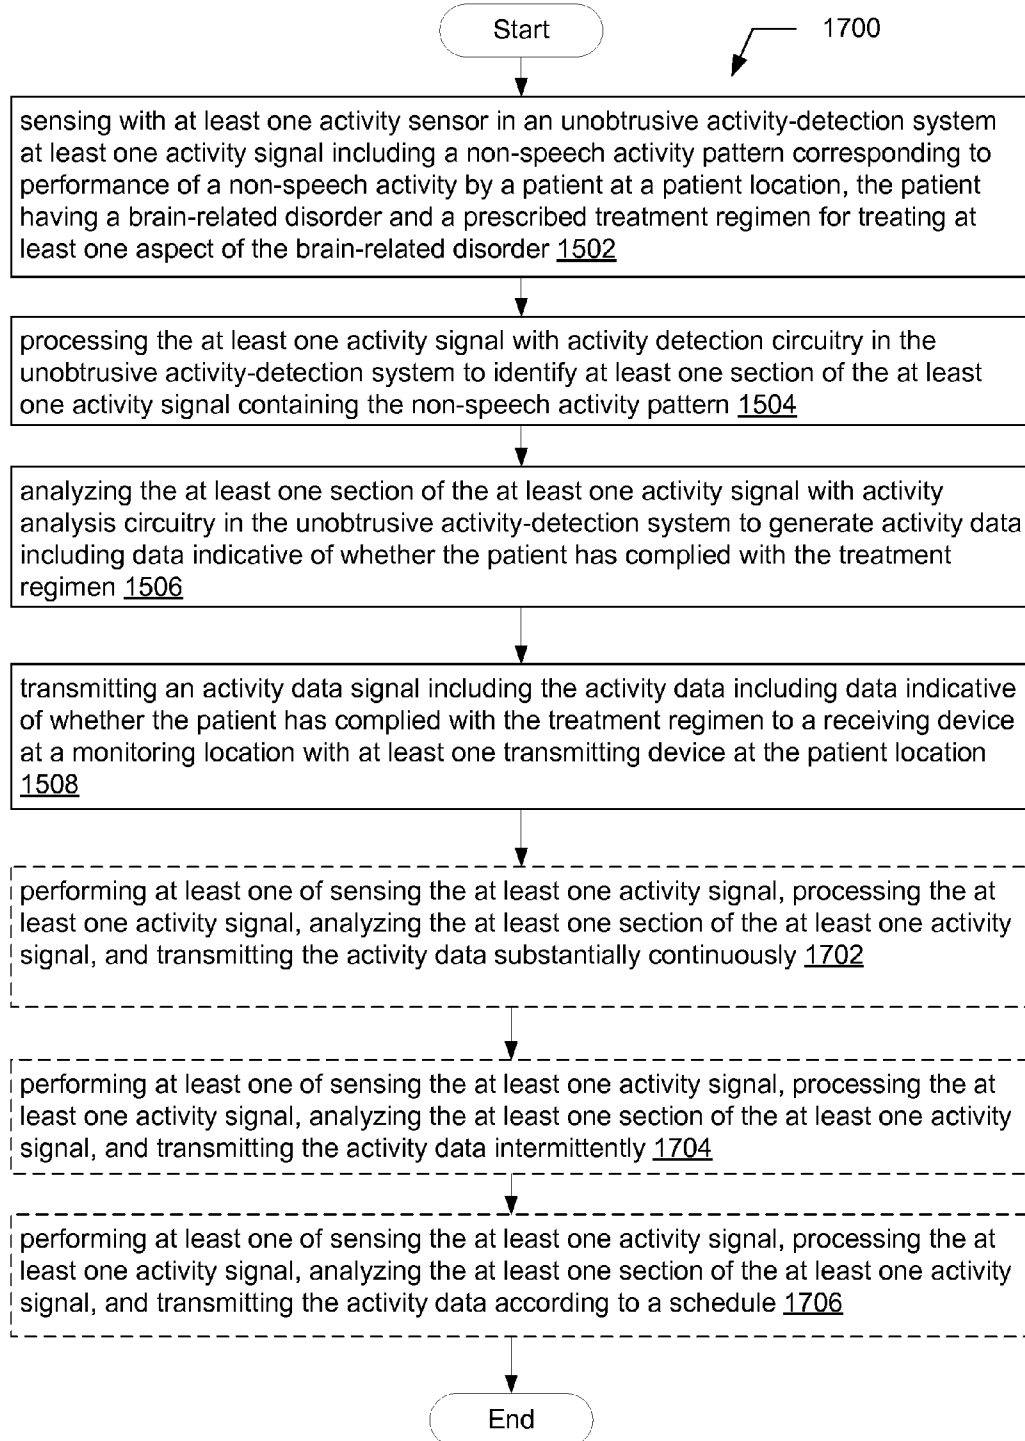 Start
1700
sensing with at least one activity sensor in an unobtrusive activity-detection system
at least one activity signal including a non-speech activity pattern corresponding to
performance of a non-speech activity by a patient at a patient location, the patient
having a brain-related disorder and a prescribed treatment regimen for treating at
least one aspect of the brain-related disorder 1502
processing the at least one activity signal with activity detection circuitry in the
unobtrusive activity-detection system to identify at least one section of the at least
one activity signal containing the non-speech activity pattern 1504
analyzing the at least one section of the at least one activity signal with activity
analysis circuitry in the unobtrusive activity-detection system to generate activity data
including data indicative of whether the patient has complied with the treatment
regimen 1506
transmitting an activity data signal including the activity data including data indicative
of whether the patient has complied with the treatment regimen to a receiving device
at a monitoring location with at least one transmitting device at the patient location
1508
performing at least one of sensing the at least one activity signal, processing the at
least one activity signal, analyzing the at least one section of the at least one activity
signal, and transmitting the activity data substantially continuously 1702
performing at least one of sensing the at least one activity signal, processing the at
least one activity signal, analyzing the at least one section of the at least one activity
signal, and transmitting the activity data intermittently 1704
performing at least one of sensing the at least one activity signal, processing the at
least one activity signal, analyzing the at least one section of the at least one activity
signal, and transmitting the activity data according to a schedule 1706
End